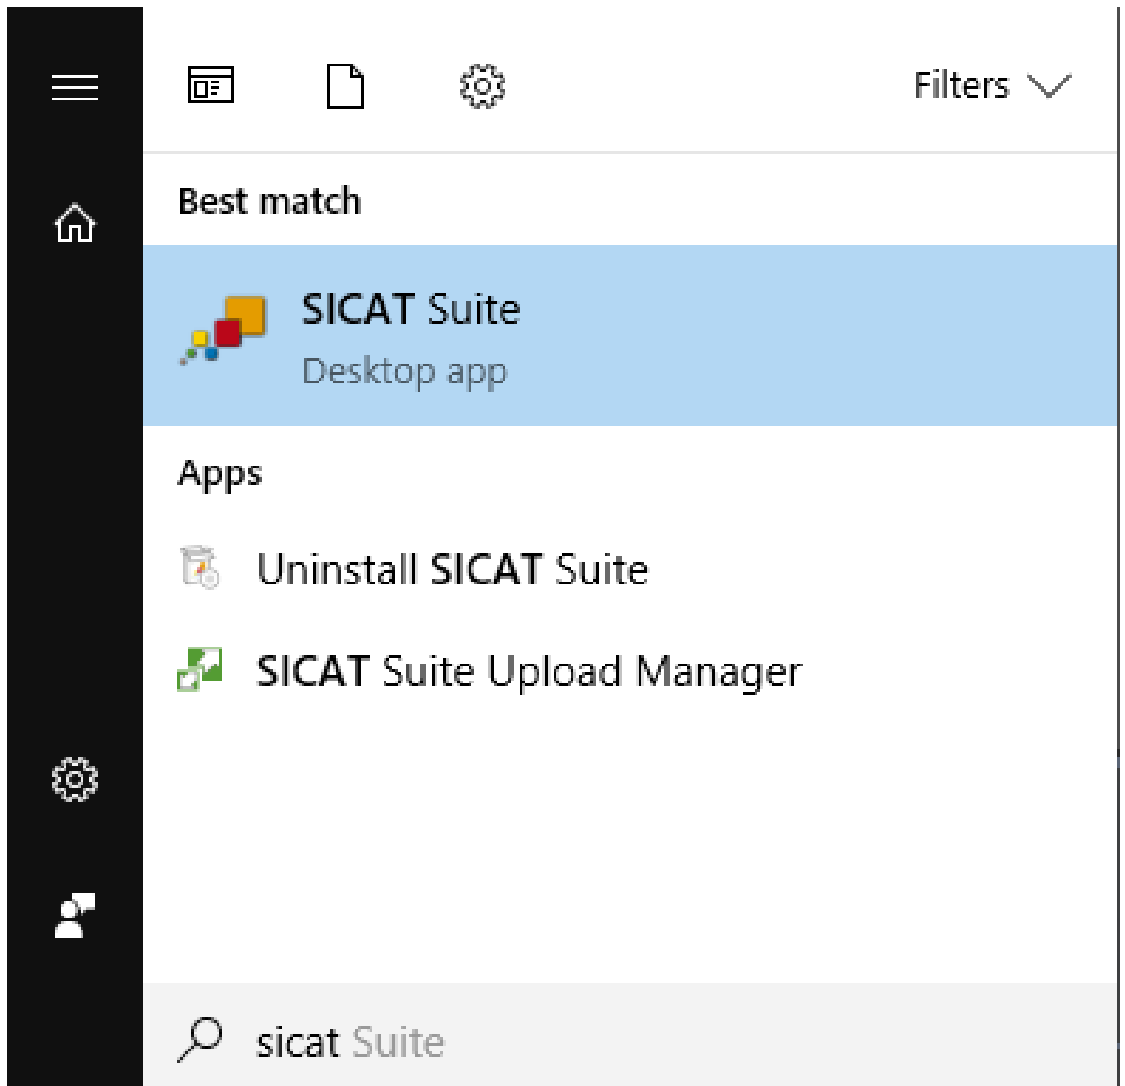 Filters
Best match
SICAT Suite
Desktop app
Apps
Uninstall SICAT Suite
SICAT Suite Upload Manager
sicat Suite